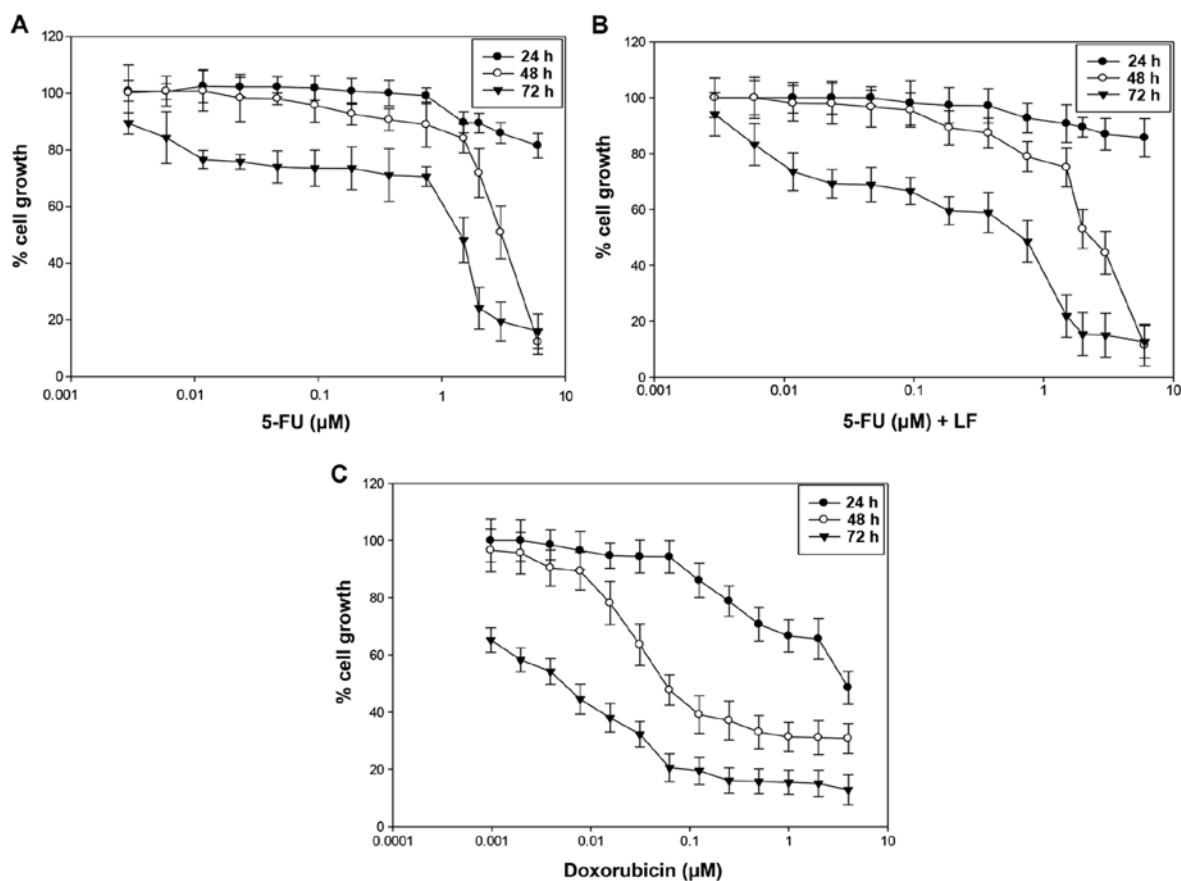 A
120
100
80
60
40
20
0
% cell growth
0.001 0.01 0.1 1 10
5-FU (µM)
24 h
48 h
72 h
B
120
100
80
60
40
20
0
% cell growth
0.001 0.01 0.1 1 10
5-FU (µM) + LF
24 h
48 h
72 h
C
120
100
80
60
40
20
0
% cell growth
0.0001 0.001 0.01 0.1 1 10
Doxorubicin (µM)
24 h
48 h
72 h